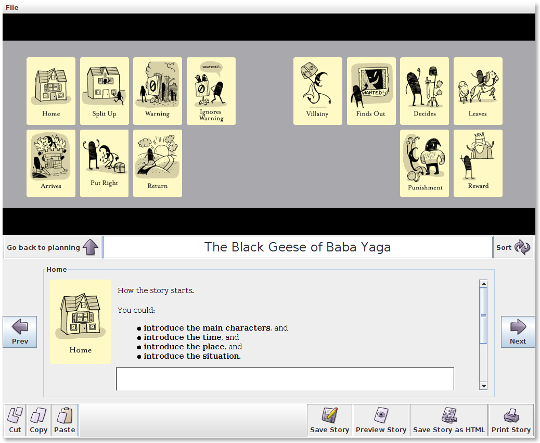 File
Home
Split Up
Warning
Ignores
Warning
Villainy
Finds Out
WANTED
Decides
Leaves
Arrives
Put Right
Return
Punishment
Reward
Go back to planning
The Black Geese of Baba Yaga
Sort
Home
How the story starts.
You could:
• introduce the main characters, and
• introduce the time, and
• introduce the place, and
• introduce the situation.
Home
Prev
Next
Cut
Copy
Paste
Save Story
Preview Story
Save Story as HTML
Print Story